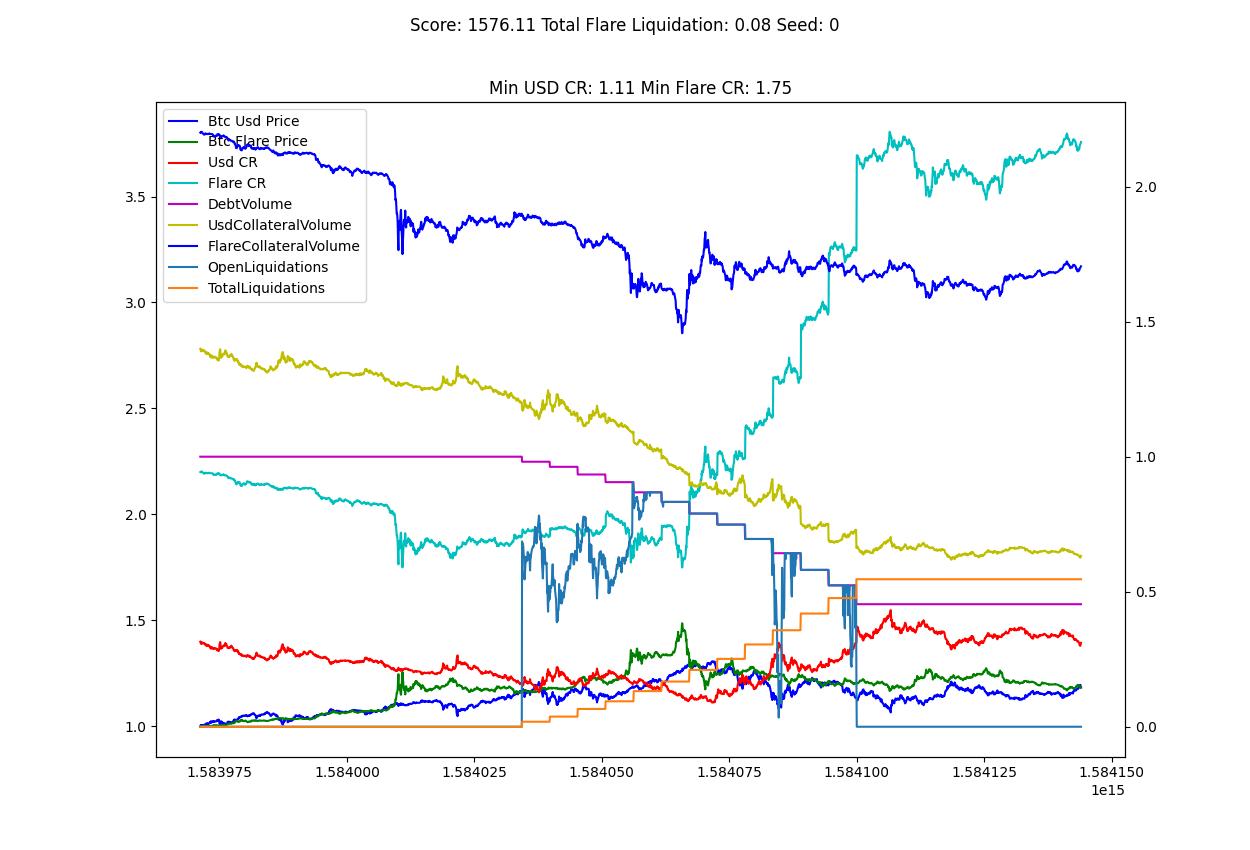 Score: 1576.11 Total Flare Liquidation: 0.08 Seed: 0
Min USD CR: 1.11 Min Flare CR: 1.75
Btc Usd Price
Btc Flare Price
Usd CR
Flare CR
DebtVolume
UsdCollateralVolume
FlareCollateralVolume
OpenLiquidations
TotalLiquidations
3.5
3.0
2.5
2.0
1.5
1.0
2.0
1.5
1.0
0.5
0.0
1.583975 1.584000 1.584025 1.584050 1.584075 1.584100 1.584125 1.584150
1e15